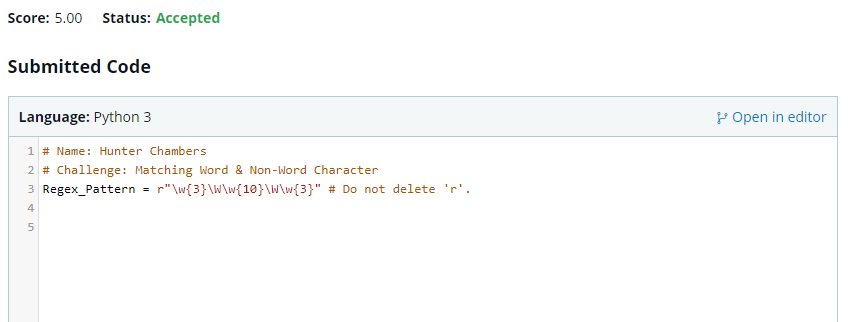 Score: 5.00 Status: Accepted
Submitted Code
Language: Python 3 Open in editor
1 # Name: Hunter Chambers
2 # Challenge: Matching Word & Non-Word Character
3 Regex_Pattern = r"\w{3}\W\w{10}\W\w{3}" # Do not delete 'r'.
4
5